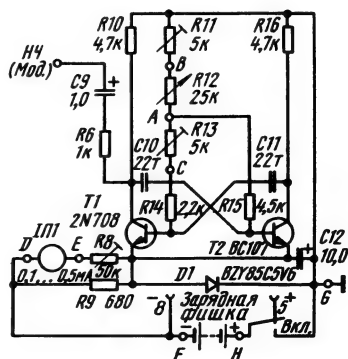 R10
4,7к
R11
5к
R16
4,7к
НЧ
(Мод.)
В
С9
1,0
+
R12
25к
А
R6
1к
С10
22т
R13
5к
С11
22т
С
Т1
2N708
R14
2,2к
R15
4,5к
С12
10,0
+
ИП1
D
E
R8
50к
Т2 ВС107
0,1...0,5мА
R9 680
D1
BZY85C5V6
G
-
8
Зарядная
фишка
5
+
F
-
+
H
Вкл.